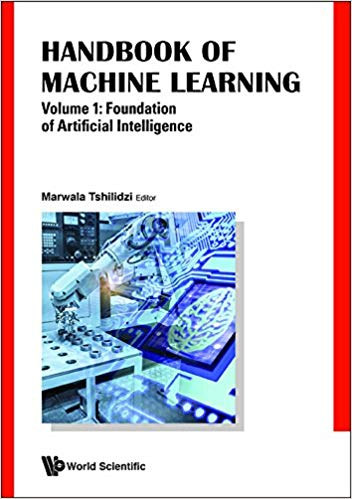 HANDBOOK OF
MACHINE LEARNING
Volume 1: Foundation
of Artificial Intelligence
Marwala Tshilidzi Editor
World Scientific